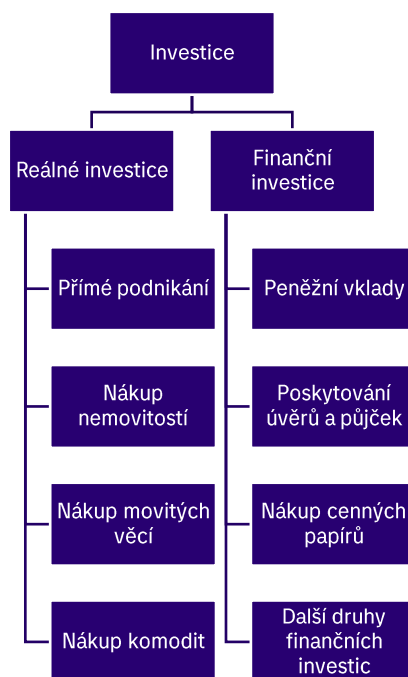 Investice
Reálné investice
Finanční
investice
Přímé podnikání
Peněžní vklady
Nákup
nemovitostí
Poskytování
úvěrů a půjček
Nákup movitých
věcí
Nákup cenných
papírů
Nákup komodit
Další druhy
finančních
investic